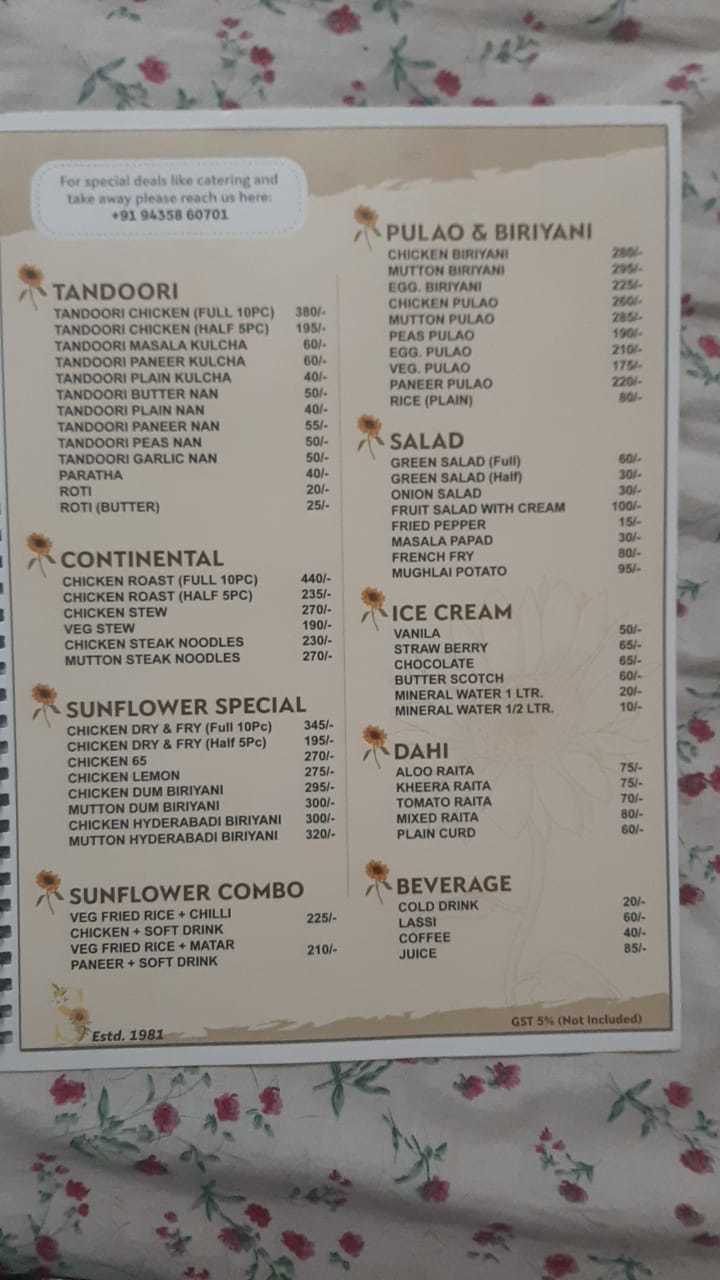 For special deals like catering and
take away please reach us here:
+91 94358 60701
TANDOORI
TANDOORI CHICKEN (FULL 10PC) 380/-
TANDOORI CHICKEN (HALF 5PC) 195/-
TANDOORI MASALA KULCHA 60/-
TANDOORI PANEER KULCHA 60/-
TANDOORI PLAIN KULCHA 40/-
TANDOORI BUTTER NAN 50/-
TANDOORI PLAIN NAN 40/-
TANDOORI PANEER NAN 55/-
TANDOORI PEAS NAN 50/-
TANDOORI GARLIC NAN 50/-
PARATHA 40/-
ROTI 20/-
ROTI (BUTTER) 25/-
CONTINENTAL
CHICKEN ROAST (FULL 10PC) 440/-
CHICKEN ROAST (HALF 5PC) 235/-
CHICKEN STEW 270/-
VEG STEW 190/-
CHICKEN STEAK NOODLES 230/-
MUTTON STEAK NOODLES 270/-
SUNFLOWER SPECIAL
CHICKEN DRY & FRY (Full 10Pc) 345/-
CHICKEN DRY & FRY (Half 5Pc) 195/-
CHICKEN 65 270/-
CHICKEN LEMON 275/-
CHICKEN DUM BIRIYANI 295/-
MUTTON DUM BIRIYANI 300/-
CHICKEN HYDERABADI BIRIYANI 300/-
MUTTON HYDERABADI BIRIYANI 320/-
SUNFLOWER COMBO
VEG FRIED RICE + CHILLI
CHICKEN + SOFT DRINK 225/-
VEG FRIED RICE + MATAR
PANEER + SOFT DRINK 210/-
Estd. 1981
PULAO & BIRIYANI
CHICKEN BIRIYANI 280/-
MUTTON BIRIYANI 295/-
EGG. BIRIYANI 225/-
CHICKEN PULAO 260/-
MUTTON PULAO 285/-
PEAS PULAO 190/-
EGG. PULAO 210/-
VEG. PULAO 175/-
PANEER PULAO 220/-
RICE (PLAIN) 80/-
SALAD
GREEN SALAD (Full) 60/-
GREEN SALAD (Half) 30/-
ONION SALAD 30/-
FRUIT SALAD WITH CREAM 100/-
FRIED PEPPER 15/-
MASALA PAPAD 30/-
FRENCH FRY 80/-
MUGHLAI POTATO 95/-
ICE CREAM
VANILA 50/-
STRAW BERRY 65/-
CHOCOLATE 65/-
BUTTER SCOTCH 60/-
MINERAL WATER 1 LTR. 20/-
MINERAL WATER 1/2 LTR. 10/-
DAHI
ALOO RAITA 75/-
KHEERA RAITA 75/-
TOMATO RAITA 70/-
MIXED RAITA 80/-
PLAIN CURD 60/-
BEVERAGE
COLD DRINK 20/-
LASSI 60/-
COFFEE 40/-
JUICE 85/-
GST 5% (Not Included)